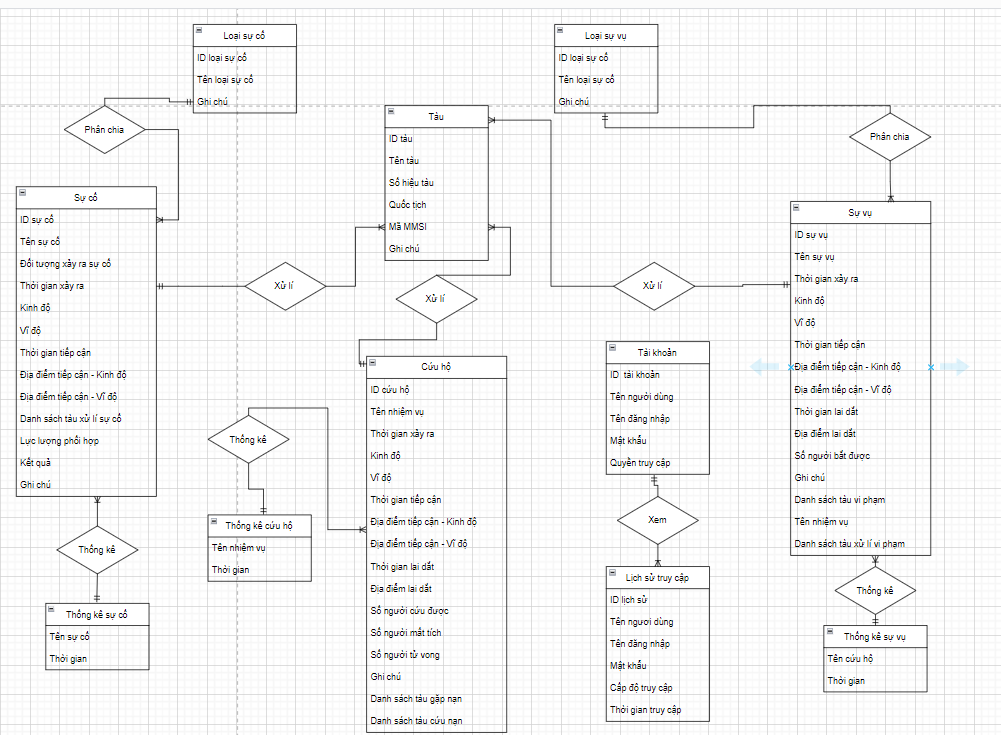 Loại sự cố
ID loại sự cố
Tên loại sự cố
Ghi chú
Loại sự vụ
ID loại sự cố
Tên loại sự cố
Ghi chú
Phân chia
Tàu
ID tàu
Tên tàu
Số hiệu tàu
Quốc tịch
Mã MMSI
Ghi chú
Phân chia
Sự cố
ID sự cố
Tên sự cố
Đối tượng xảy ra sự cố
Thời gian xảy ra
Kinh độ
Vĩ độ
Thời gian tiếp cận
Địa điểm tiếp cận - Kinh độ
Địa điểm tiếp cận - Vĩ độ
Danh sách tàu xử lí sự cố
Lực lượng phối hợp
Kết quả
Ghi chú
Xử lí
Xử lí
Xử lí
Sự vụ
ID sự vụ
Tên sự vụ
Thời gian xảy ra
Kinh độ
Vĩ độ
Thời gian tiếp cận
Địa điểm tiếp cận - Kinh độ
Địa điểm tiếp cận - Vĩ độ
Thời gian lai dắt
Địa điểm lai dắt
Số người bắt được
Ghi chú
Danh sách tàu vi phạm
Tên nhiệm vụ
Danh sách tàu xử lí vi phạm
Cứu hộ
ID cứu hộ
Tên nhiệm vụ
Thời gian xảy ra
Kinh độ
Vĩ độ
Thời gian tiếp cận
Địa điểm tiếp cận - Kinh độ
Địa điểm tiếp cận - Vĩ độ
Thời gian lai dắt
Địa điểm lai dắt
Số người cứu được
Số người mất tích
Số người tử vong
Ghi chú
Danh sách tàu gặp nạn
Danh sách tàu cứu nạn
Tài khoản
ID tài khoản
Tên người dùng
Tên đăng nhập
Mật khẩu
Quyền truy cập
Thống kê
Thống kê cứu hộ
Tên nhiệm vụ
Thời gian
Xem
Thống kê
Thống kê sự cố
Tên sự cố
Thời gian
Lịch sử truy cập
ID lịch sử
Tên người dùng
Tên đăng nhập
Mật khẩu
Cấp độ truy cập
Thời gian truy cập
Thống kê
Thống kê sự vụ
Tên cứu hộ
Thời gian